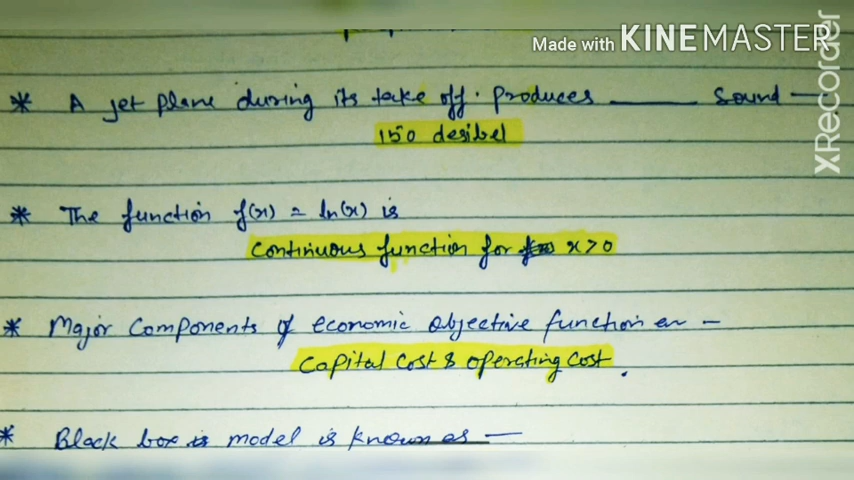 Made with KINEMASTER
XRecorder
* A jet plane during its take off. Produces ______ Sound —
150 desibel
* The function f(x) = ln(x) is
Continuous function for x>0
* Major Components of economic objective function are —
Capital cost & operating cost.
* Black box is model is known as —